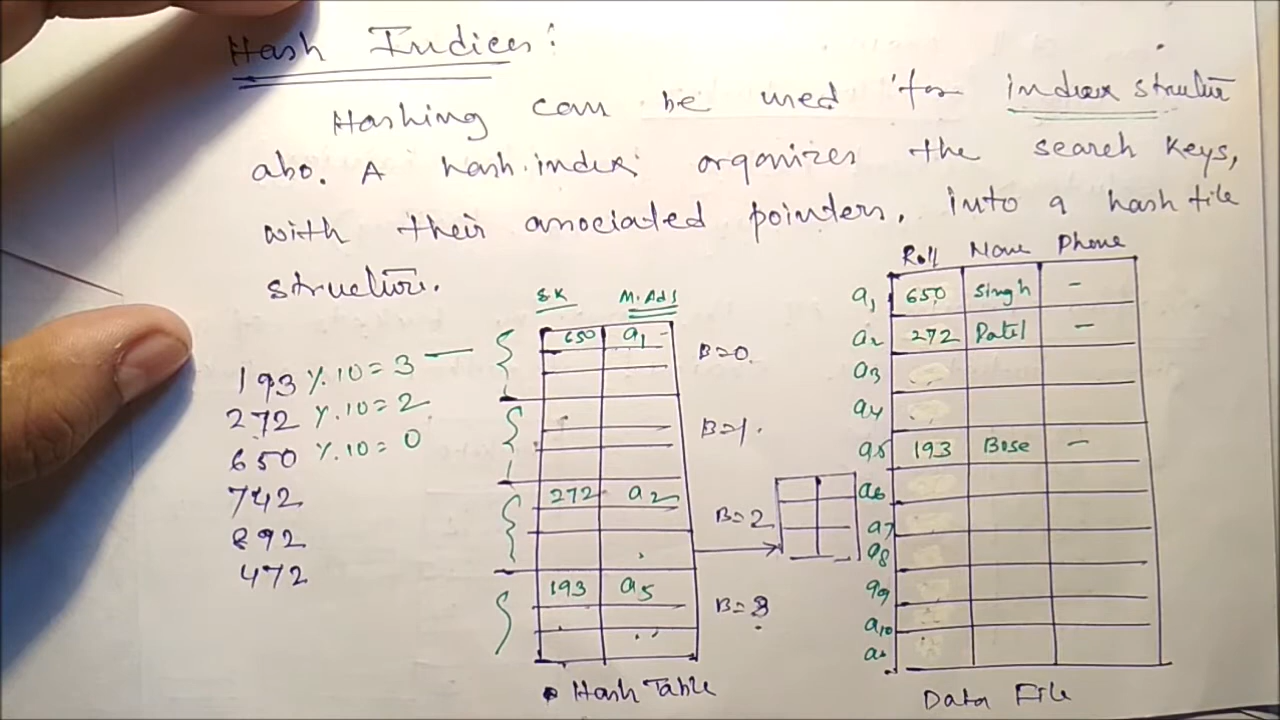 Hash Indices:
Hashing can be used for index structure
also. A hash index organizes the search keys,
with their associated pointers, into a hash file
structure.
193 %.10 = 3
272 %.10 = 2
650 %.10 = 0
742
892
472
S.K M.Adj
650 a1 B=0
B=1
272 a2 B=2
193 a5 B=3
Hash Table
Roll Name Phone
a1 650 Singh -
a2 272 Patil -
a3
a4
a5 193 Bose -
a6
a7
a8
a9
a10
Data File